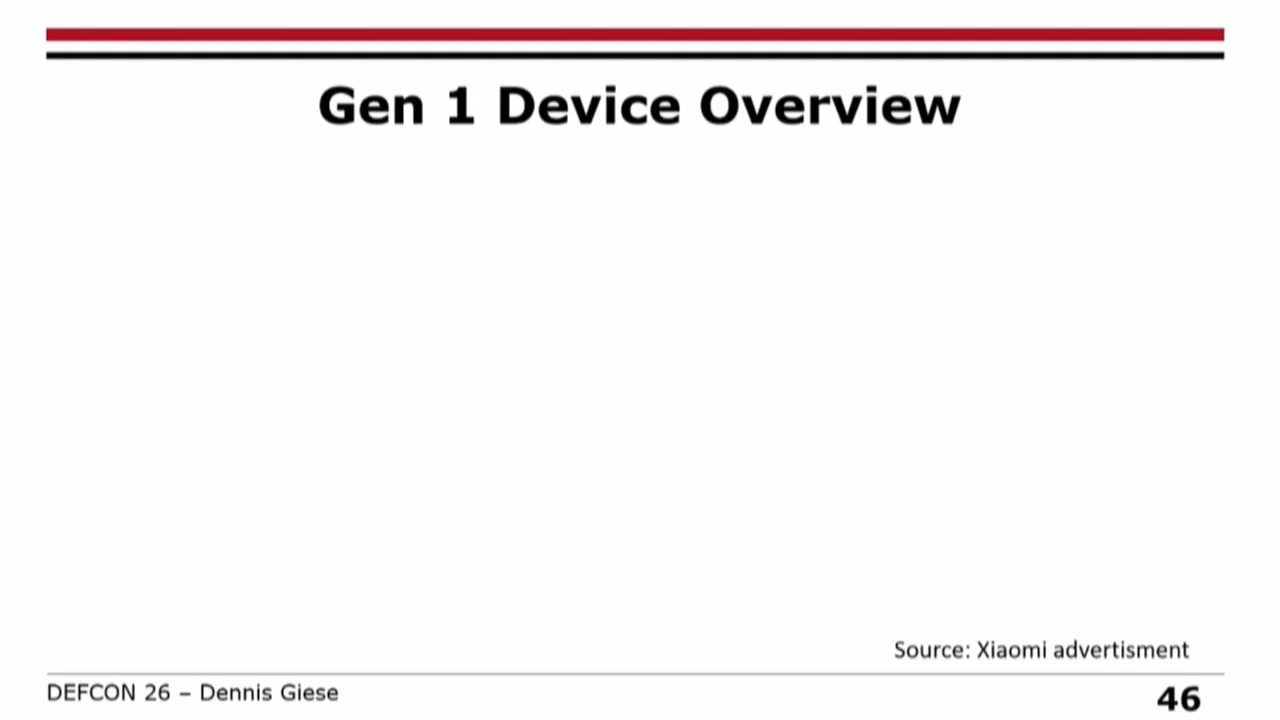 Gen 1 Device Overview
Source: Xiaomi advertisment
DEFCON 26 – Dennis Giese
46